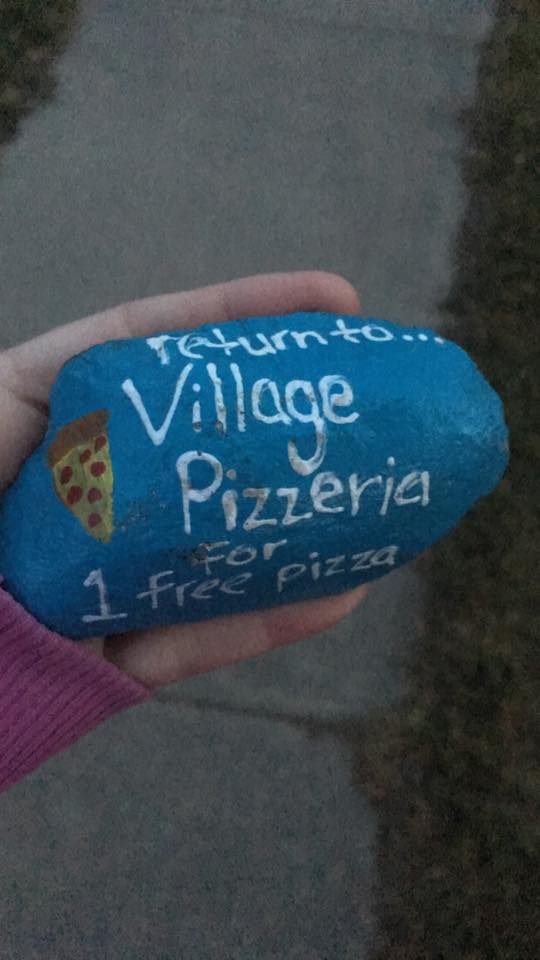 return to...
Village
Pizzeria
for
1 free pizza